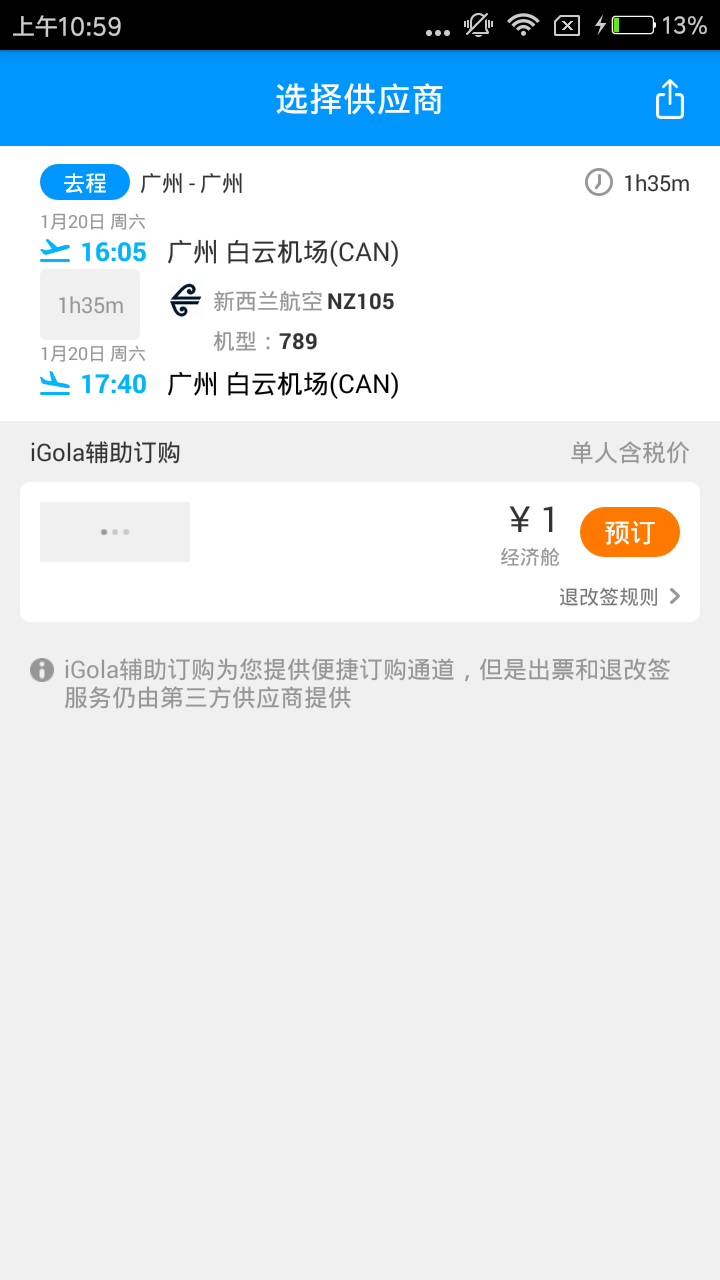 上午10:59
13%
选择供应商
去程 广州 - 广州 1h35m
1月20日 周六
16:05 广州 白云机场(CAN)
1h35m
新西兰航空 NZ105
机型：789
1月20日 周六
17:40 广州 白云机场(CAN)
iGola辅助订购 单人含税价
¥ 1
经济舱
预订
退改签规则
iGola辅助订购为您提供便捷订购通道，但是出票和退改签
服务仍由第三方供应商提供